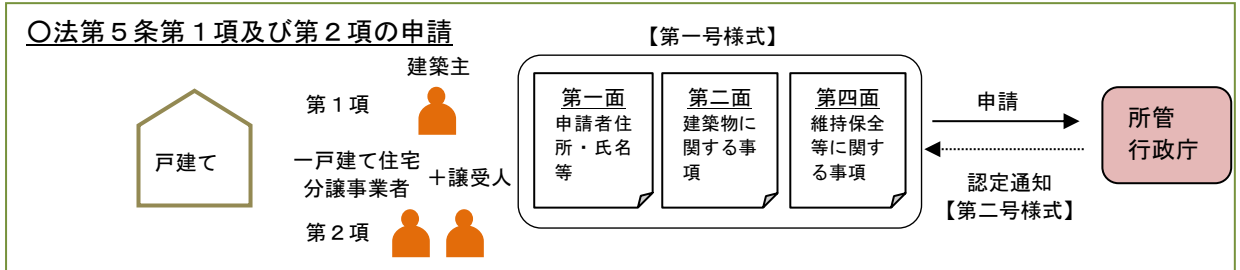 〇法第５条第１項及び第２項の申請
戸建て
建築主
第１項
一戸建て住宅
分譲事業者
＋譲受人
第２項
【第一号様式】
第一面
申請者住
所・氏名
等
第二面
建築物に
関する事
項
第四面
維持保全
等に関す
る事項
申請
認定通知
【第二号様式】
所管
行政庁